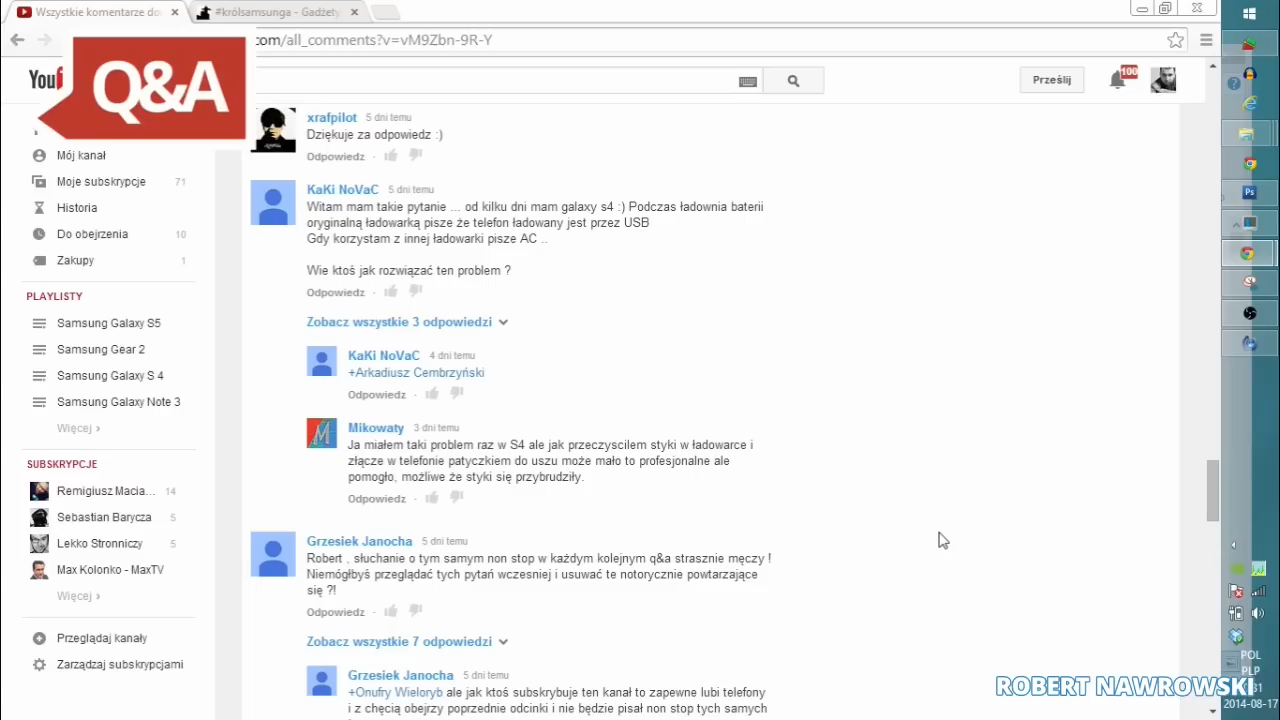 Wszystkie komentarze do
#królsamsunga - Gadżety
com/all_comments?v=vM9Zbn-9R-Y
You
Q&A
Prześlij
100
Mój kanał
Moje subskrypcje 71
Historia
Do obejrzenia 10
Zakupy 1
PLAYLISTY
Samsung Galaxy S5
Samsung Gear 2
Samsung Galaxy S 4
Samsung Galaxy Note 3
Więcej ›
SUBSKRYPCJE
Remigiusz Macia... 14
Sebastian Barycza 5
Lekko Stronniczy 5
Max Kolonko - MaxTV
Więcej ›
Przeglądaj kanały
Zarządzaj subskrypcjami
xrafpilot 5 dni temu
Dziękuje za odpowiedz :)
Odpowiedz ·
KaKi NoVaC 5 dni temu
Witam mam takie pytanie ... od kilku dni mam galaxy s4 :) Podczas ładownia baterii
oryginalną ładowarką pisze że telefon ładowany jest przez USB
Gdy korzystam z innej ładowarki pisze AC ..
Wie ktoś jak rozwiązać ten problem ?
Odpowiedz ·
Zobacz wszystkie 3 odpowiedzi
KaKi NoVaC 4 dni temu
+Arkadiusz Cembrzyński
Odpowiedz ·
Mikowaty 3 dni temu
Ja miałem taki problem raz w S4 ale jak przeczyscilem styki w ładowarce i
złącze w telefonie patyczkiem do uszu może mało to profesjonalne ale
pomogło, możliwe że styki się przybrudziły.
Odpowiedz ·
Grzesiek Janocha 5 dni temu
Robert , słuchanie o tym samym non stop w każdym kolejnym q&a strasznie męczy !
Niemógłbyś przeglądać tych pytań wczesniej i usuwać te notorycznie powtarzające
się ?!
Odpowiedz ·
Zobacz wszystkie 7 odpowiedzi
Grzesiek Janocha 5 dni temu
+Onufry Wieloryb ale jak ktoś subskrybuje ten kanał to zapewne lubi telefony
i z chęcią obejrzy poprzednie odcinki i nie będzie pisał non stop tych samych
POL
PLP
ROBERT NAWROWSKI
2014-08-17